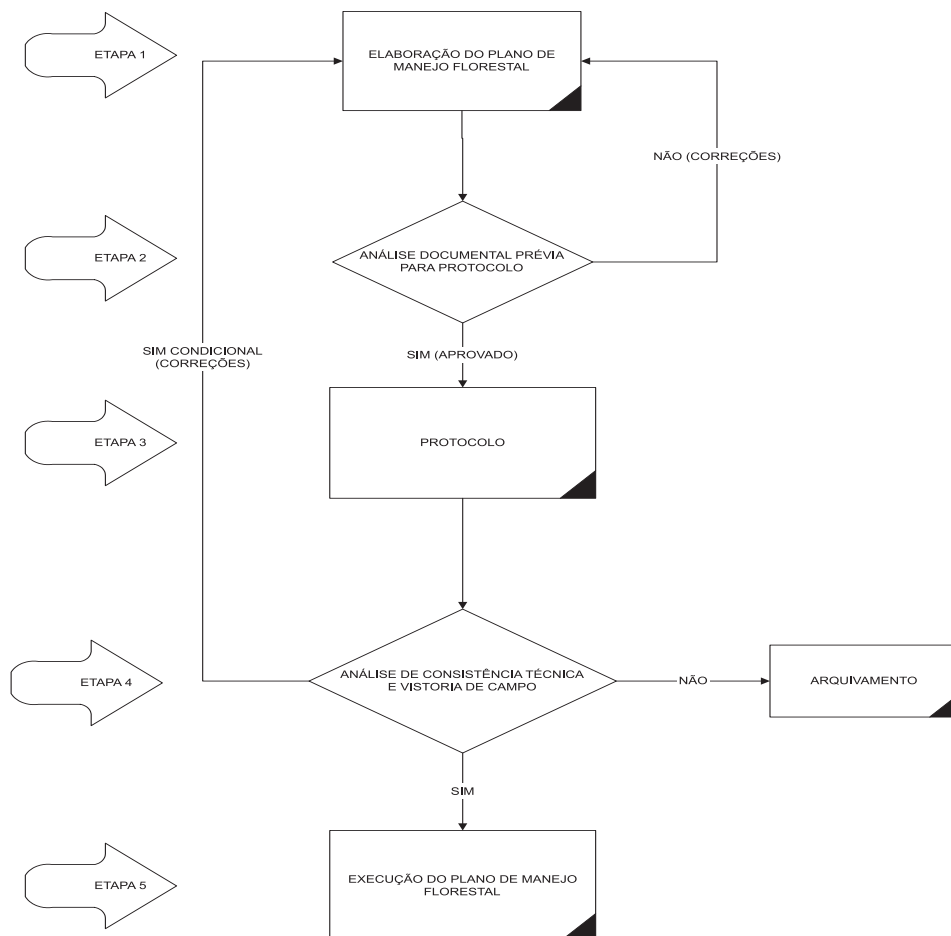 ETAPA 1
ELABORAÇÃO DO PLANO DE
MANEJO FLORESTAL
NÃO (CORREÇÕES)
ETAPA 2
ANÁLISE DOCUMENTAL PRÉVIA
PARA PROTOCOLO
SIM CONDICIONAL
(CORREÇÕES)
SIM (APROVADO)
ETAPA 3
PROTOCOLO
ETAPA 4
ANÁLISE DE CONSISTÊNCIA TÉCNICA
E VISTORIA DE CAMPO
NÃO
ARQUIVAMENTO
SIM
ETAPA 5
EXECUÇÃO DO PLANO DE MANEJO
FLORESTAL